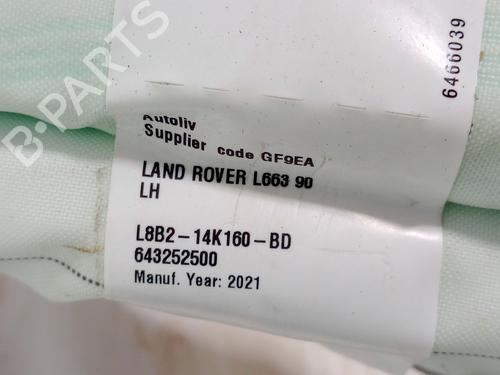 B-PARTS
6466039
Autoliv
Supplier code GF9EA
LAND ROVER L663 90
LH
L8B2-14K160-BD
643252500
Manuf. Year: 2021